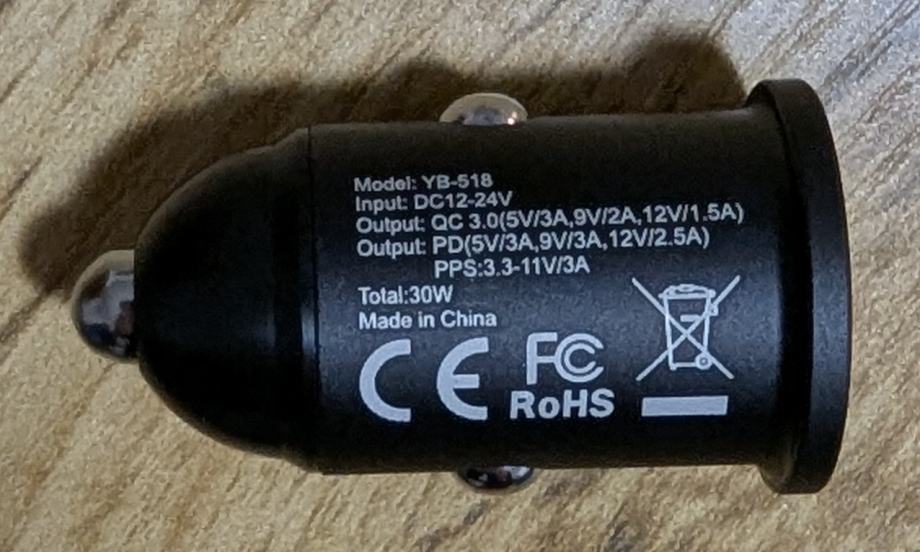 Model: YB-518
Input: DC12-24V
Output: QC 3.0(5V/3A,9V/2A,12V/1.5A)
Output: PD(5V/3A,9V/3A,12V/2.5A)
PPS:3.3-11V/3A
Total:30W
Made in China
CE FC
RoHS